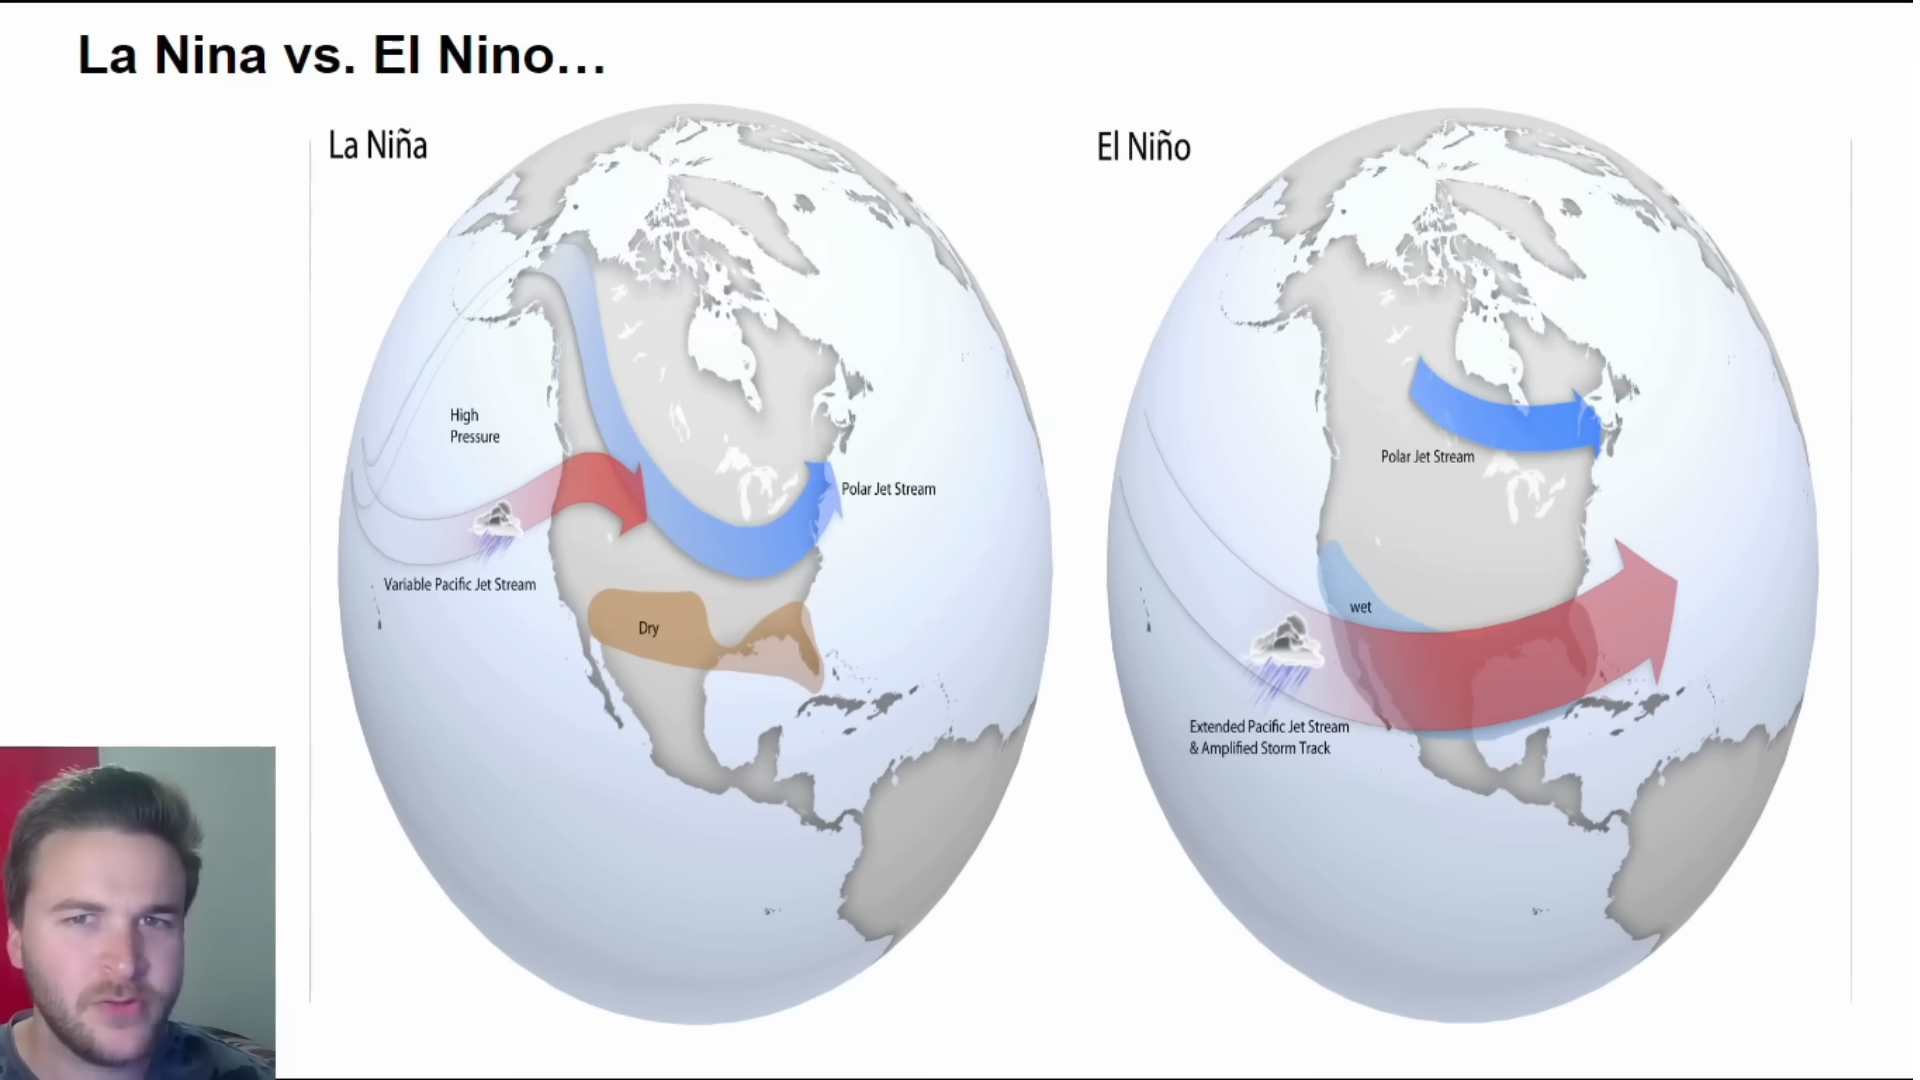 La Nina vs. El Nino...
La Niña
High
Pressure
Variable Pacific Jet Stream
Polar Jet Stream
Dry
El Niño
Polar Jet Stream
wet
Extended Pacific Jet Stream
& Amplified Storm Track